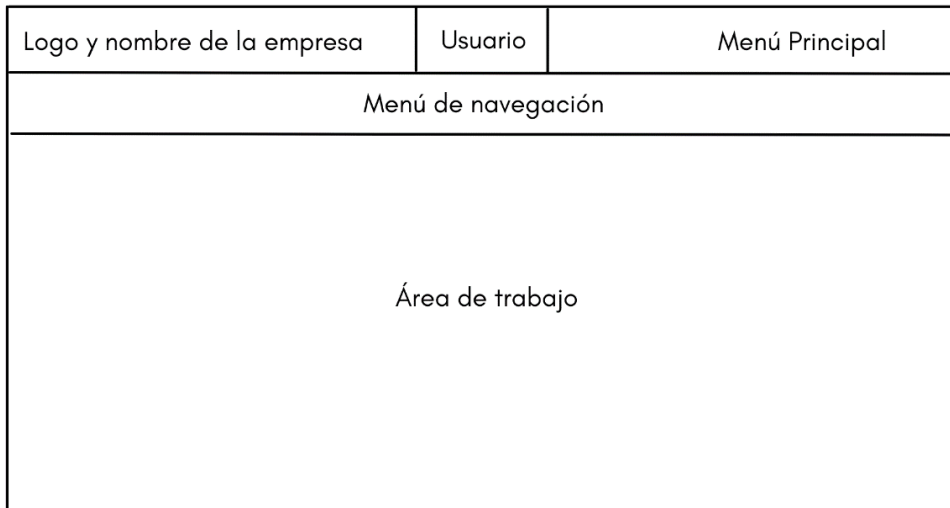 Logo y nombre de la empresa
Usuario
Menú Principal
Menú de navegación
Área de trabajo